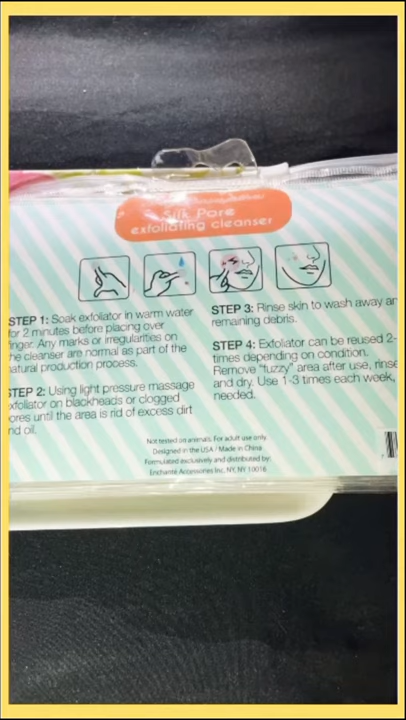 Silk Pore
exfoliating cleanser
STEP 1: Soak exfoliator in warm water
for 2 minutes before placing over
finger. Any marks or irregularities on
the cleanser are normal as part of the
natural production process.
STEP 2: Using light pressure massage
exfoliator on blackheads or clogged
pores until the area is rid of excess dirt
and oil.
STEP 3: Rinse skin to wash away an
remaining debris.
STEP 4: Exfoliator can be reused 2-
times depending on condition.
Remove "fuzzy" area after use, rinse
and dry. Use 1-3 times each week,
needed.
Not tested on animals. For adult use only.
Designed in the USA / Made in China
Formulated exclusively and distributed by:
Enchanté Accessories Inc. NY, NY 10016